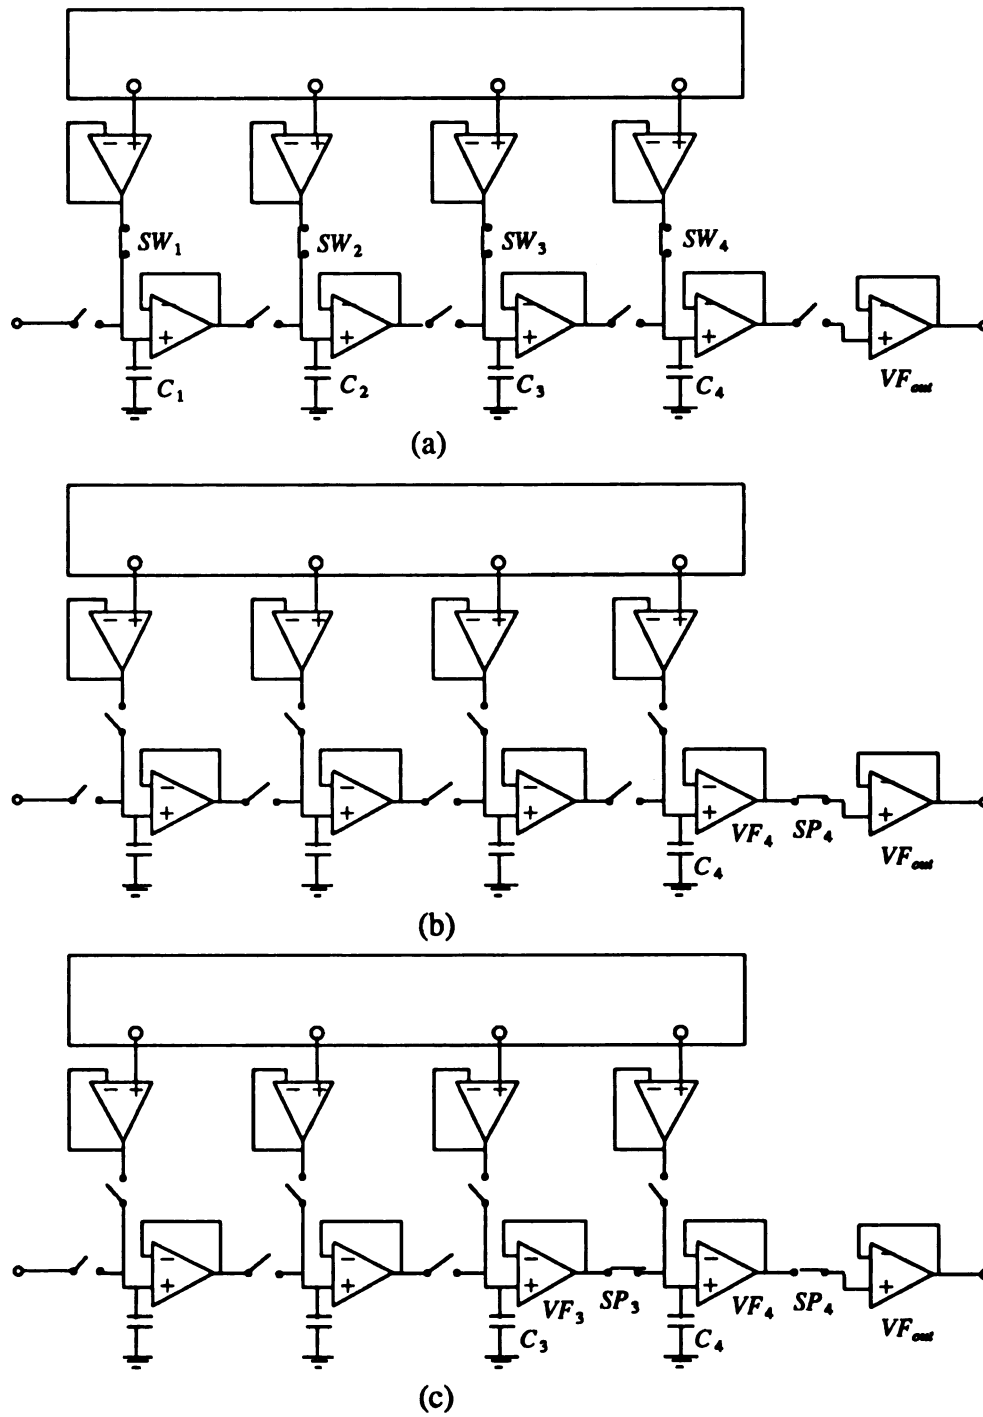 − + − + − + − +
SW1 SW2 SW3 SW4
− − − − −
+ + + + +
C1 C2 C3 C4 VFout
(a)
− + − + − + − +
− − − − −
+ + + + +
VF4 SP4
C4 VFout
(b)
− + − + − + − +
− − − − −
+ + + + +
VF3 SP3 VF4 SP4
C3 C4 VFout
(c)